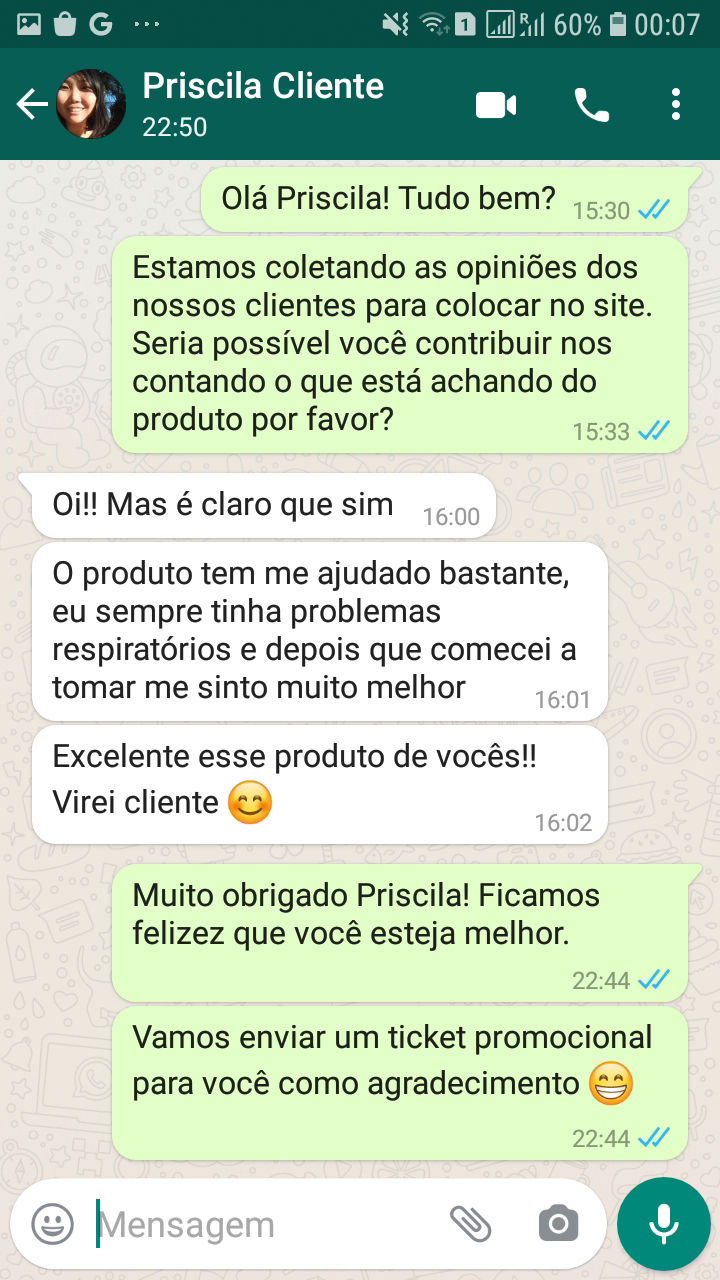 G ... 1 R 60% 00:07
Priscila Cliente
22:50
Olá Priscila! Tudo bem?
15:30
Estamos coletando as opiniões dos
nossos clientes para colocar no site.
Seria possível você contribuir nos
contando o que está achando do
produto por favor?
15:33
Oi!! Mas é claro que sim
16:00
O produto tem me ajudado bastante,
eu sempre tinha problemas
respiratórios e depois que comecei a
tomar me sinto muito melhor
16:01
Excelente esse produto de vocês!!
Virei cliente 😊
16:02
Muito obrigado Priscila! Ficamos
felizez que você esteja melhor.
22:44
Vamos enviar um ticket promocional
para você como agradecimento 😁
22:44
Mensagem